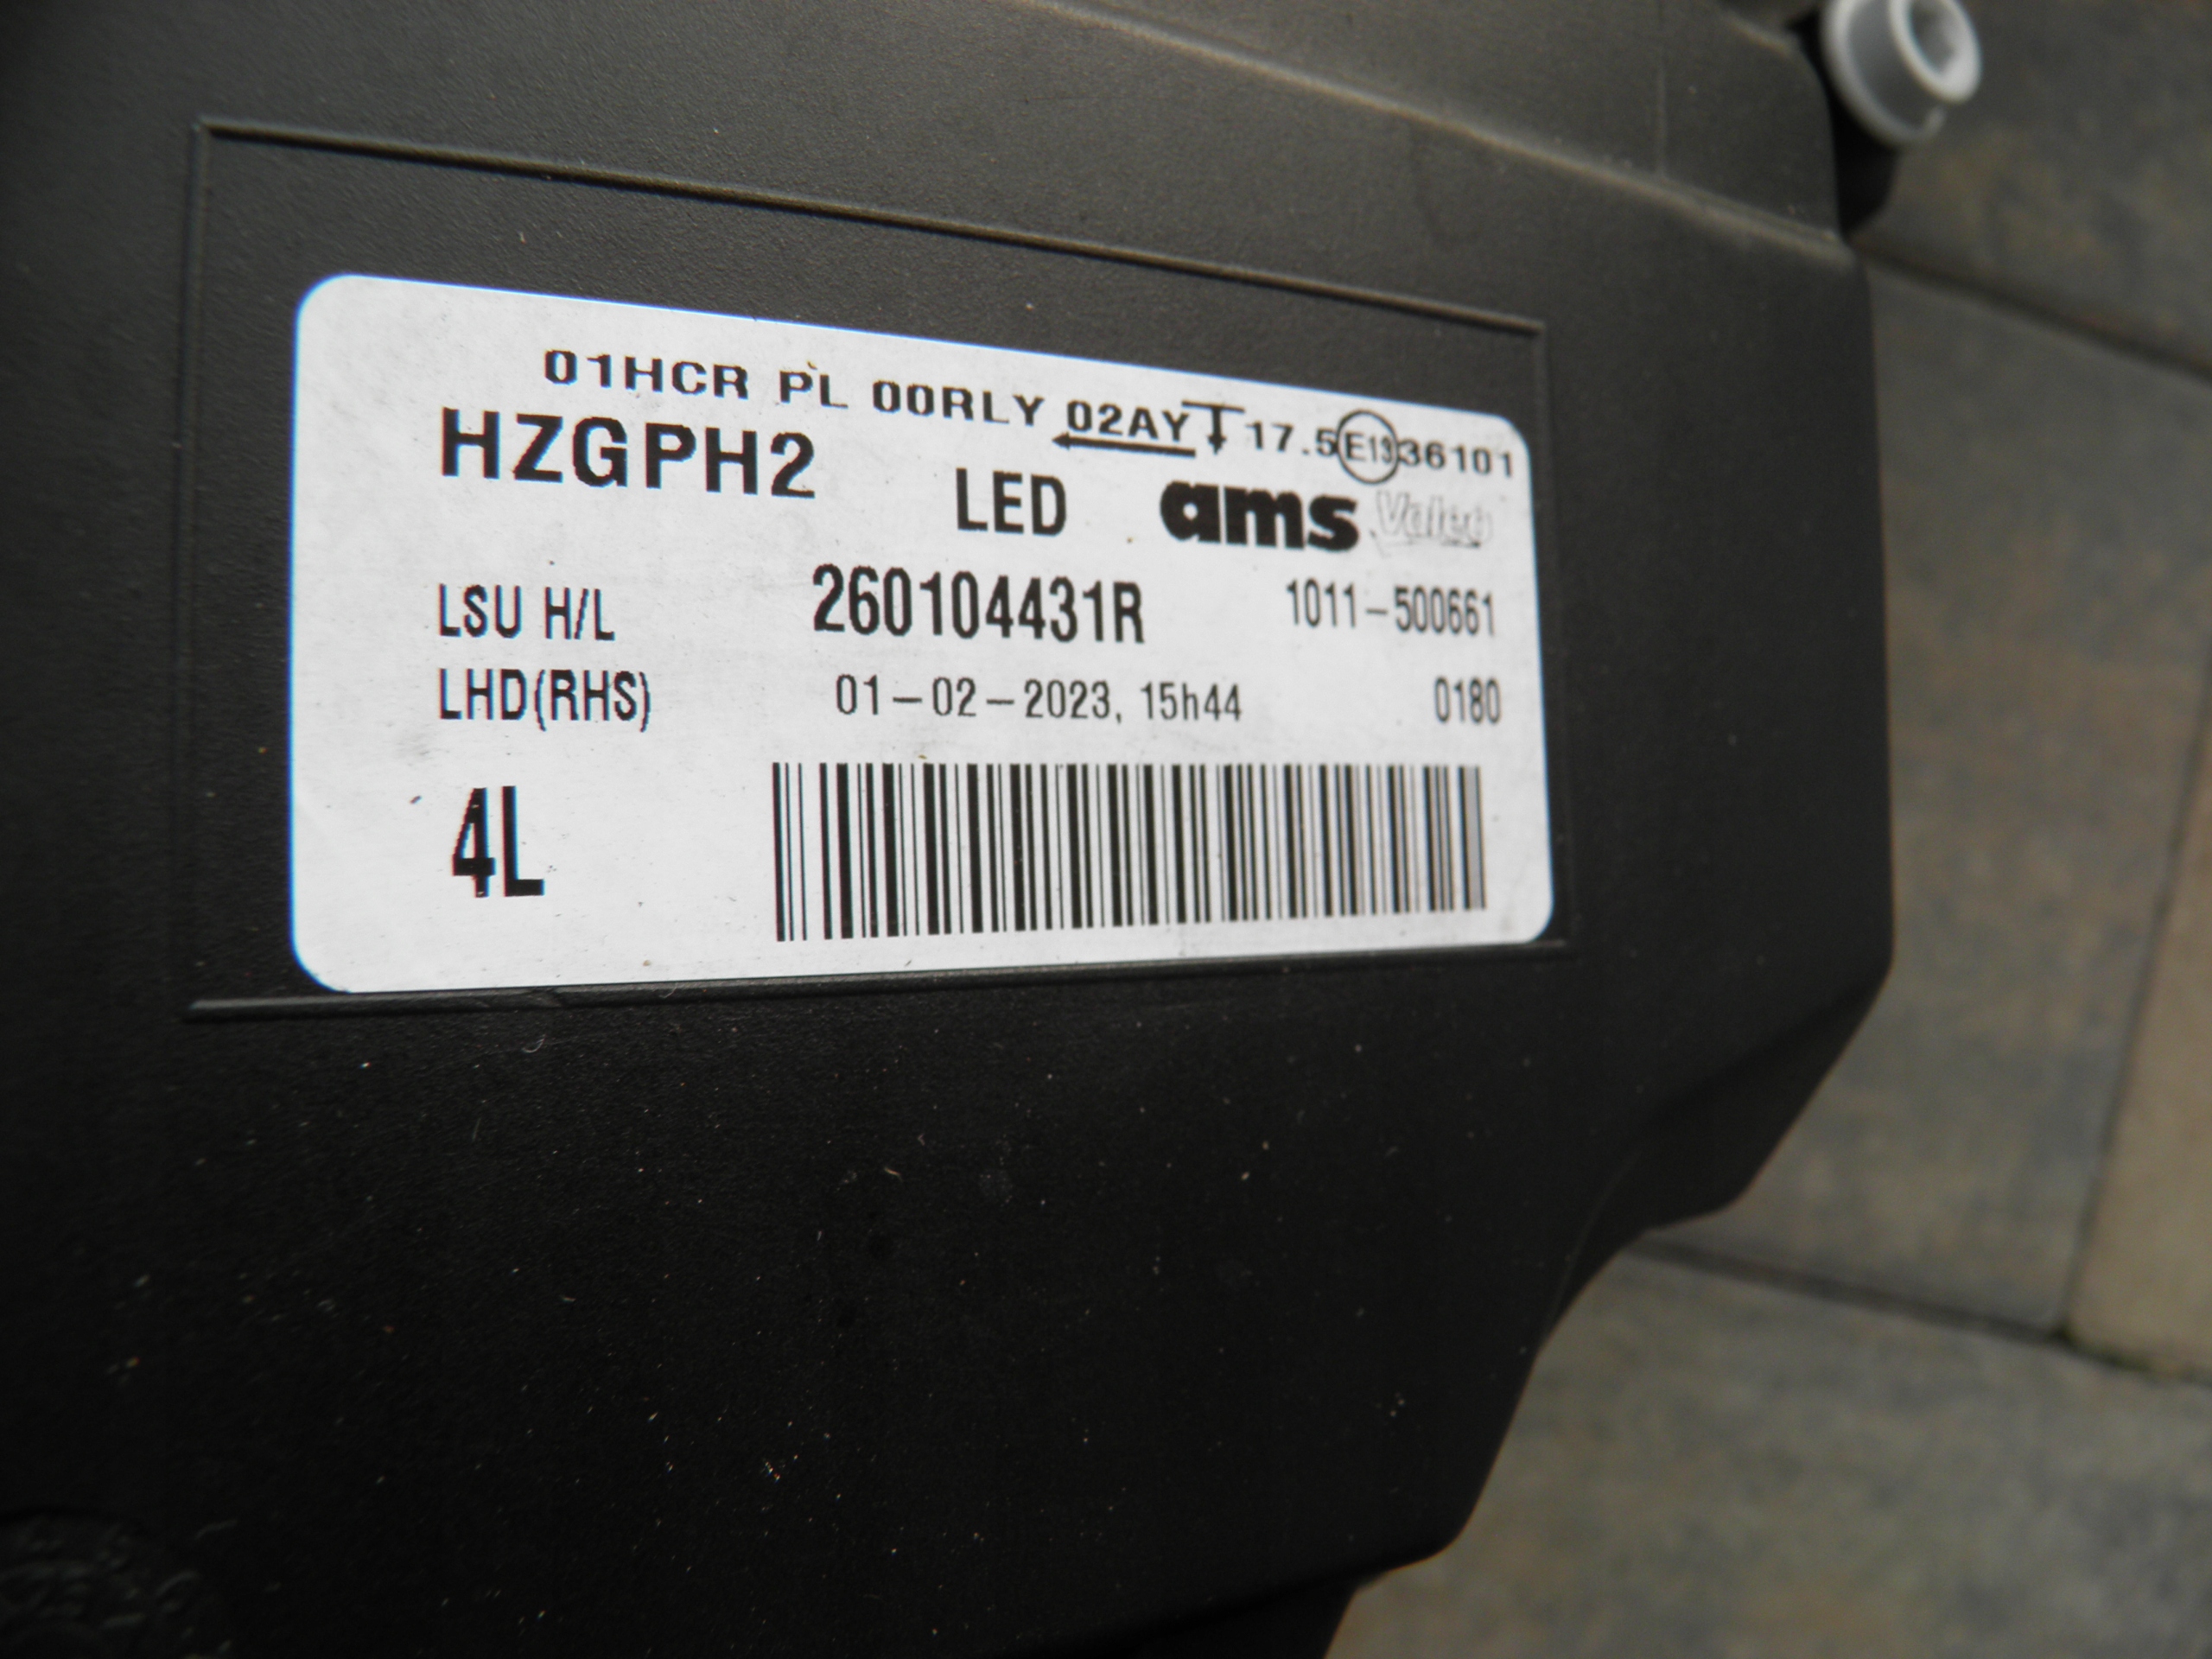 01HCR PL 00RLY 02AY 17.5 E13 36101
HZGPH2 LED ams Valeo
LSU H/L 260104431R 1011-500661
LHD(RHS) 01-02-2023, 15h44 0180
4L